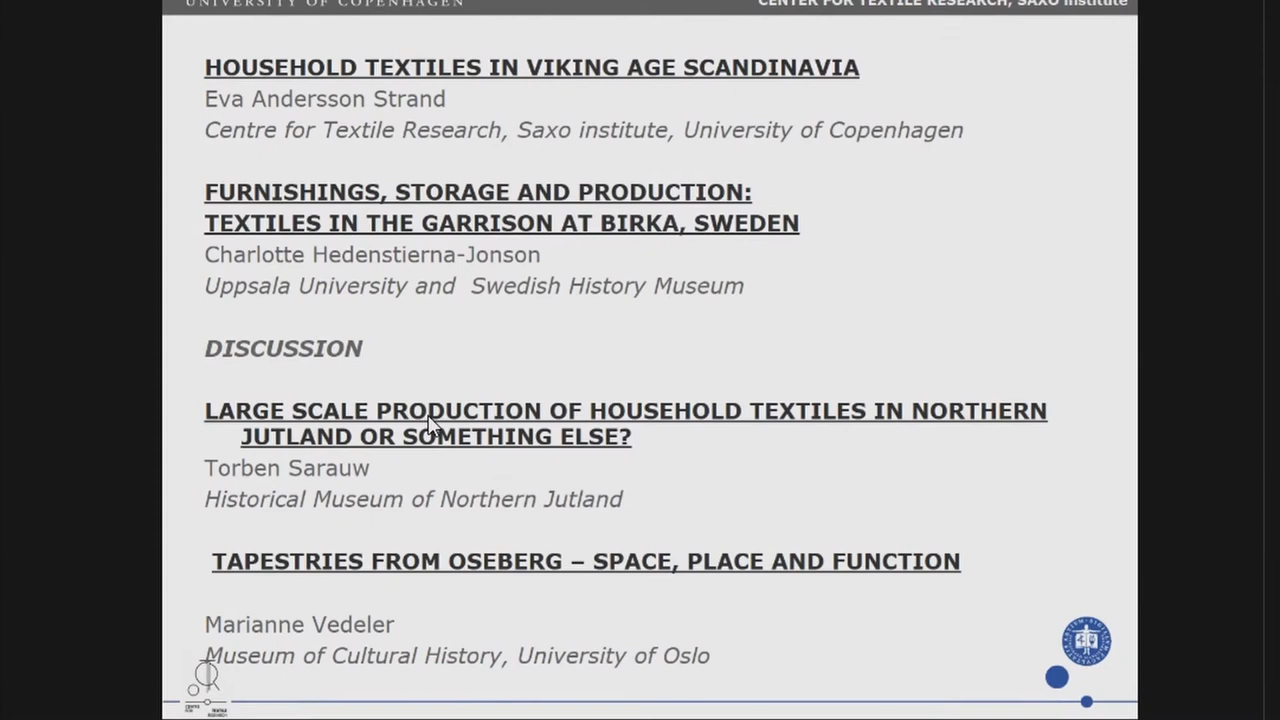 UNIVERSITY OF COPENHAGEN
CENTER FOR TEXTILE RESEARCH, SAXO Institute
HOUSEHOLD TEXTILES IN VIKING AGE SCANDINAVIA
Eva Andersson Strand
Centre for Textile Research, Saxo institute, University of Copenhagen
FURNISHINGS, STORAGE AND PRODUCTION:
TEXTILES IN THE GARRISON AT BIRKA, SWEDEN
Charlotte Hedenstierna-Jonson
Uppsala University and  Swedish History Museum
DISCUSSION
LARGE SCALE PRODUCTION OF HOUSEHOLD TEXTILES IN NORTHERN
JUTLAND OR SOMETHING ELSE?
Torben Sarauw
Historical Museum of Northern Jutland
TAPESTRIES FROM OSEBERG – SPACE, PLACE AND FUNCTION
Marianne Vedeler
Museum of Cultural History, University of Oslo